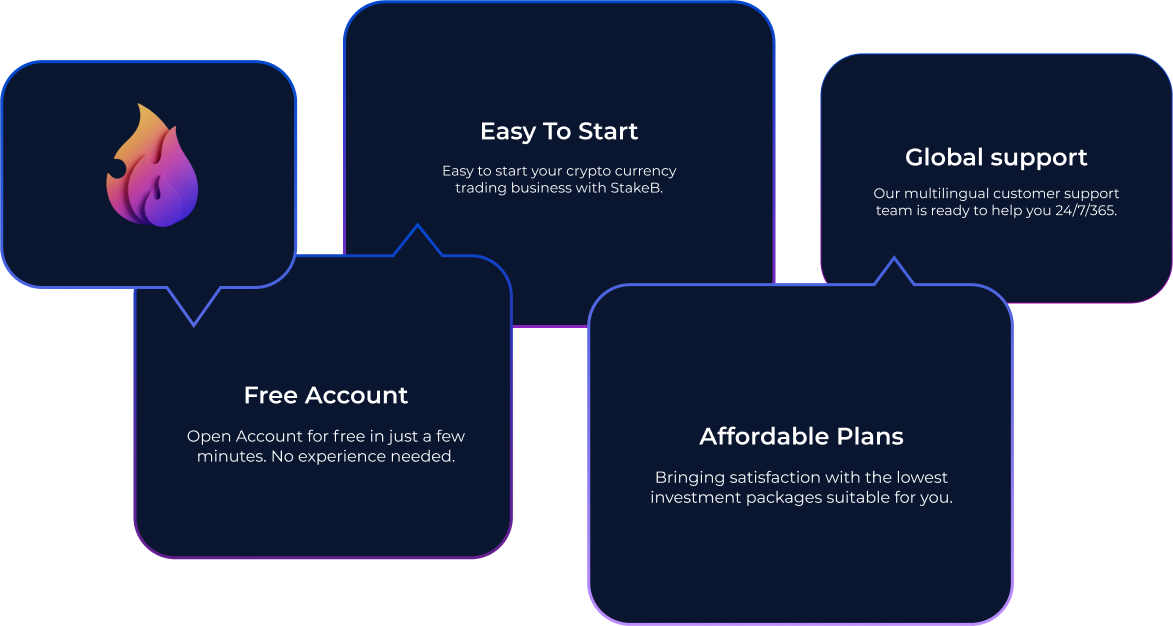 Easy To Start
Easy to start your crypto currency
trading business with StakeB.
Global support
Our multilingual customer support
team is ready to help you 24/7/365.
Free Account
Open Account for free in just a few
minutes. No experience needed.
Affordable Plans
Bringing satisfaction with the lowest
investment packages suitable for you.